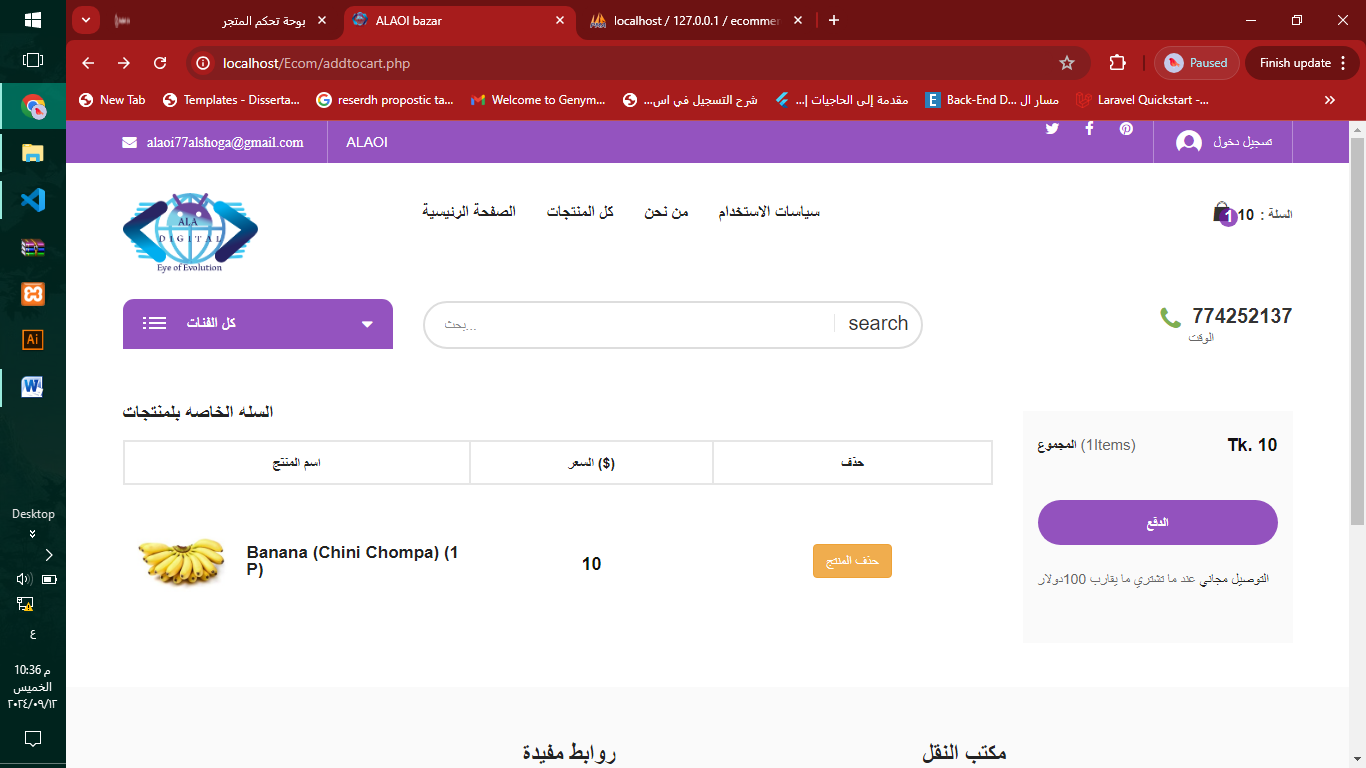 بوحة تحكم المتجر
ALAOI bazar
localhost / 127.0.0.1 / ecommer
localhost/Ecom/addtocart.php
Paused
Finish update
New Tab
Templates - Disserta...
reserdh propostic ta...
Welcome to Genym...
شرح التسجيل في اس...
مقدمة إلى الحاجيات |...
مسار ال Back-End D...
Laravel Quickstart -...
alaoi77alshoga@gmail.com
ALAOI
تسجيل دخول
ALA
DIGITAL
Eye of Evolution
الصفحة الرئيسية
كل المنتجات
من نحن
سياسات الاستخدام
السلة : 10
1
كل الفئات
بحث...
search
774252137
الوقت
السله الخاصه بلمنتجات
اسم المنتج
السعر ($)
حذف
Banana (Chini Chompa) (1
P)
10
حذف المنتج
المجموع (1Items)
Tk. 10
الدفع
التوصيل مجاني عند ما تشتري ما يقارب 100دولار
روابط مفيدة
مكتب النقل
Ai
W
Desktop
ع
10:36 م
الخميس
٢٠٢٤/٠٩/١٢